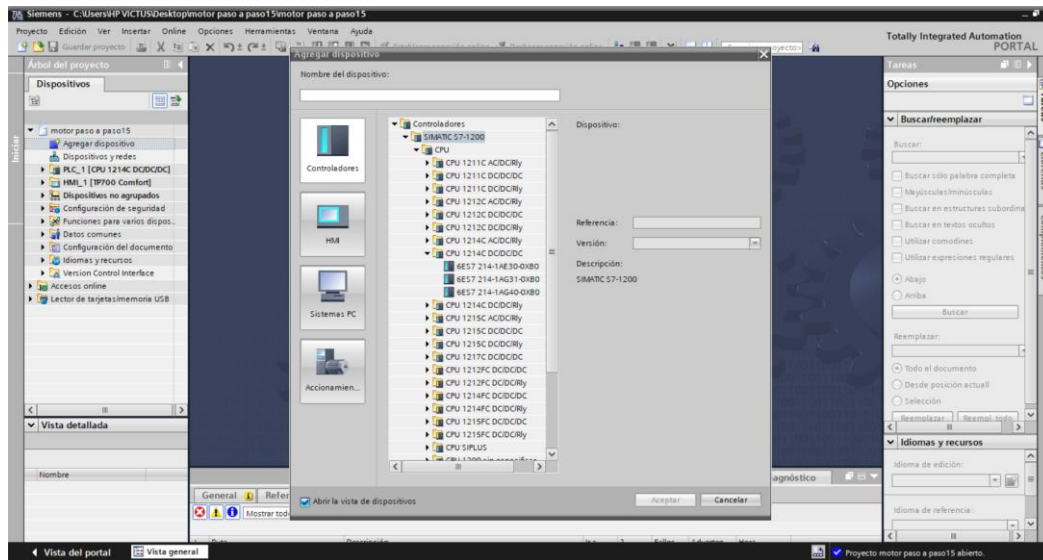 Siemens - C:\Users\HP VICTUS\Desktop\motor paso a paso15\motor paso a paso15
Proyecto Edición Ver Insertar Online Opciones Herramientas Ventana Ayuda
Totally Integrated Automation
PORTAL
Guardar proyecto
Árbol del proyecto
Dispositivos
motor paso a paso15
Agregar dispositivo
Dispositivos y redes
PLC_1 [CPU 1214C DC/DC/DC]
HMI_1 [TP700 Comfort]
Dispositivos no agrupados
Configuración de seguridad
Funciones para varios dispos..
Datos comunes
Configuración del documento
Idiomas y recursos
Version Control Interface
Accesos online
Lector de tarjetas/memoria USB
Vista detallada
Nombre
Iniciar
Agregar dispositivo
Nombre del dispositivo:
Controladores
HMI
Sistemas PC
Accionamien...
Controladores
SIMATIC S7-1200
CPU
CPU 1211C AC/DC/Rly
CPU 1211C DC/DC/DC
CPU 1211C DC/DC/Rly
CPU 1212C AC/DC/Rly
CPU 1212C DC/DC/DC
CPU 1212C DC/DC/Rly
CPU 1214C AC/DC/Rly
CPU 1214C DC/DC/DC
6ES7 214-1AE30-0XB0
6ES7 214-1AG31-0XB0
6ES7 214-1AG40-0XB0
CPU 1214C DC/DC/Rly
CPU 1215C AC/DC/Rly
CPU 1215C DC/DC/DC
CPU 1215C DC/DC/Rly
CPU 1217C DC/DC/DC
CPU 1212FC DC/DC/DC
CPU 1212FC DC/DC/Rly
CPU 1214FC DC/DC/DC
CPU 1214FC DC/DC/Rly
CPU 1215FC DC/DC/DC
CPU 1215FC DC/DC/Rly
CPU SIPLUS
Dispositivo:
Referencia:
Versión:
Descripción:
SIMATIC S7-1200
Abrir la vista de dispositivos
Aceptar
Cancelar
General
Mostrar tod
agnóstico
Tareas
Opciones
Buscar/reemplazar
Buscar:
Buscar sólo palabra completa
Mayúsculas/minúsculas
Buscar en estructuras subordina
Buscar en textos ocultos
Utilizar comodines
Utilizar expresiones regulares
Abajo
Arriba
Buscar
Reemplazar:
Todo el documento
Desde posición actuall
Selección
Reemplazar Reempl. todo
Idiomas y recursos
Idioma de edición:
Idioma de referencia:
Vista del portal
Vista general
Proyecto motor paso a paso15 abierto.